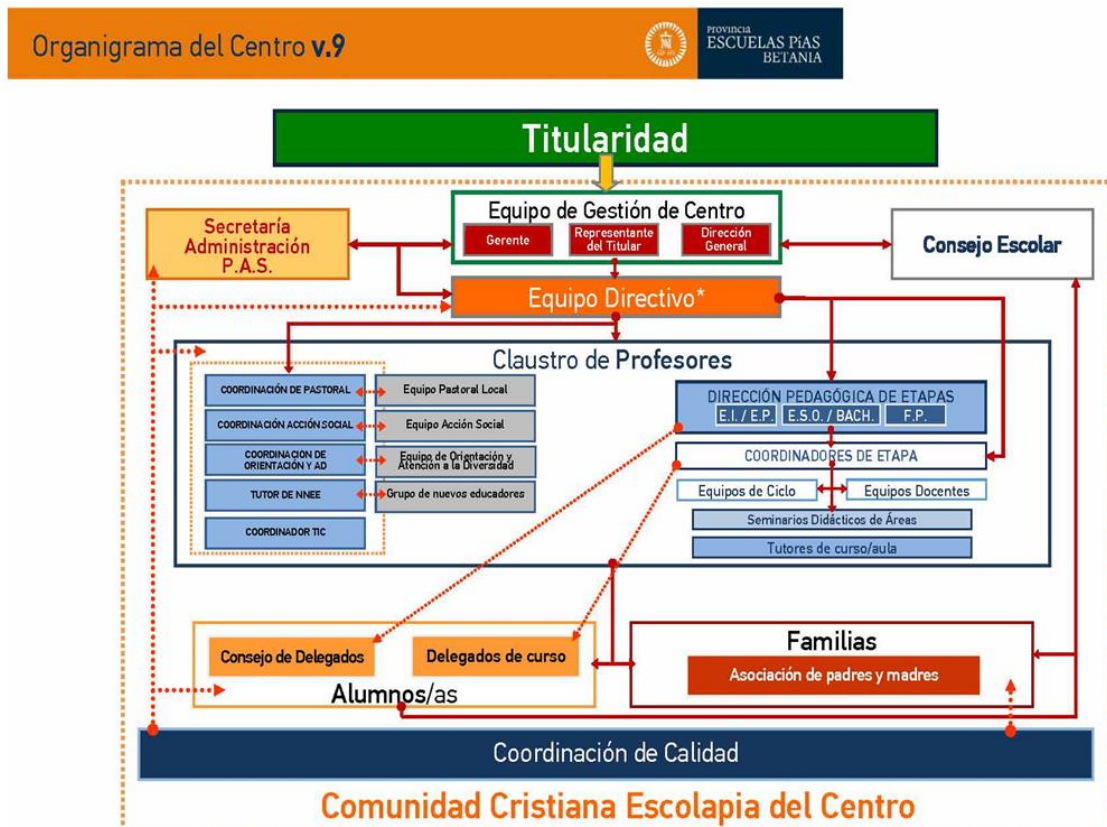 Organigrama del Centro v.9
PROVINCIA
ESCUELAS PÍAS
BETANIA
Titularidad
Equipo de Gestión de Centro
Gerente
Representante
del Titular
Dirección
General
Secretaría
Administración
P.A.S.
Consejo Escolar
Equipo Directivo*
Claustro de Profesores
COORDINACIÓN DE PASTORAL
Equipo Pastoral Local
COORDINACIÓN ACCIÓN SOCIAL
Equipo Acción Social
COORDINACION DE
ORIENTACIÓN Y AD
Equipo de Orientación y
Atención a la Diversidad
TUTOR DE NNEE
Grupo de nuevos educadores
COORDINADOR TIC
DIRECCIÓN PEDAGÓGICA DE ETAPAS
E.I. / E.P.
E.S.O. / BACH.
F.P.
COORDINADORES DE ETAPA
Equipos de Ciclo
Equipos Docentes
Seminarios Didácticos de Áreas
Tutores de curso/aula
Consejo de Delegados
Delegados de curso
Alumnos/as
Familias
Asociación de padres y madres
Coordinación de Calidad
Comunidad Cristiana Escolapia del Centro